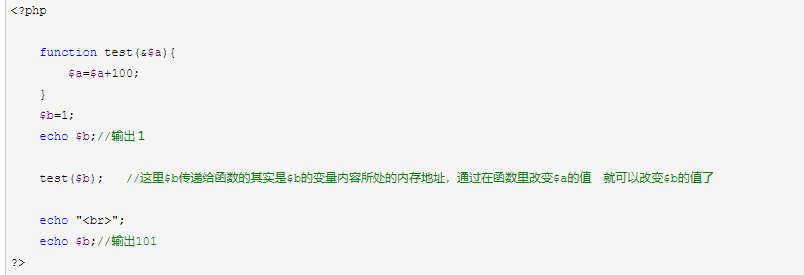 <?php
function test(&$a){
$a=$a+100;
}
$b=1;
echo $b;//输出1
test($b); //这里$b传递给函数的其实是$b的变量内容所处的内存地址，通过在函数里改变$a的值 就可以改变$b的值了
echo "<br>";
echo $b;//输出101
?>